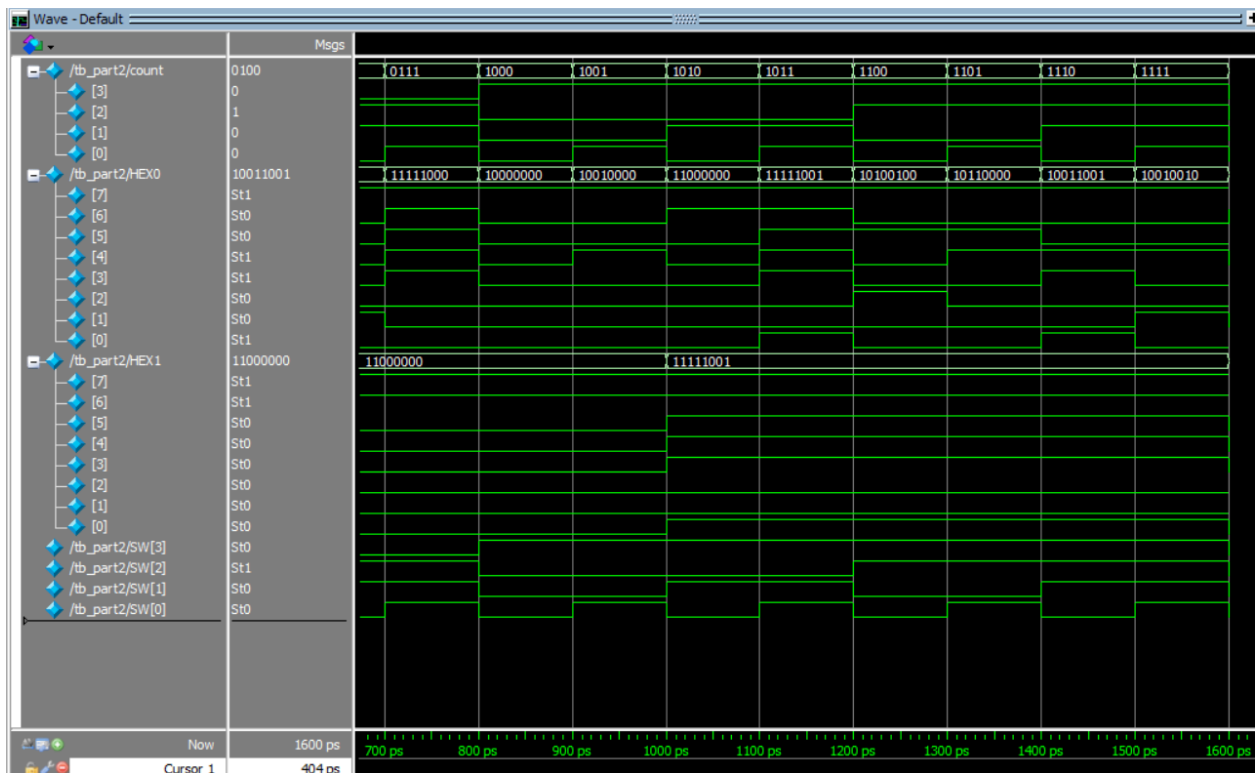 Wave - Default
Msgs
/tb_part2/count 0100 0111 1000 1001 1010 1011 1100 1101 1110 1111
[3] 0
[2] 1
[1] 0
[0] 0
/tb_part2/HEX0 10011001 11111000 10000000 10010000 11000000 11111001 10100100 10110000 10011001 10010010
[7] St1
[6] St0
[5] St0
[4] St1
[3] St1
[2] St0
[1] St0
[0] St1
/tb_part2/HEX1 11000000 11000000 11111001
[7] St1
[6] St1
[5] St0
[4] St0
[3] St0
[2] St0
[1] St0
[0] St0
/tb_part2/SW[3] St0
/tb_part2/SW[2] St1
/tb_part2/SW[1] St0
/tb_part2/SW[0] St0
Now 1600 ps 700 ps 800 ps 900 ps 1000 ps 1100 ps 1200 ps 1300 ps 1400 ps 1500 ps 1600 ps
Cursor 1 404 ps